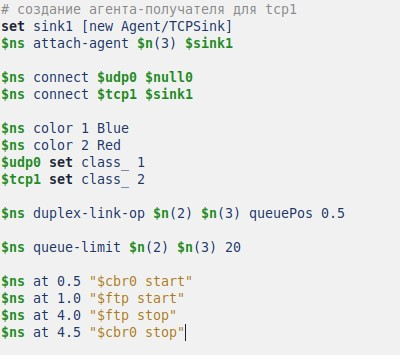 # создание агента-получателя для tcp1
set sink1 [new Agent/TCPSink]
$ns attach-agent $n(3) $sink1
$ns connect $udp0 $null0
$ns connect $tcp1 $sink1
$ns color 1 Blue
$ns color 2 Red
$udp0 set class_ 1
$tcp1 set class_ 2
$ns duplex-link-op $n(2) $n(3) queuePos 0.5
$ns queue-limit $n(2) $n(3) 20
$ns at 0.5 "$cbr0 start"
$ns at 1.0 "$ftp start"
$ns at 4.0 "$ftp stop"
$ns at 4.5 "$cbr0 stop"